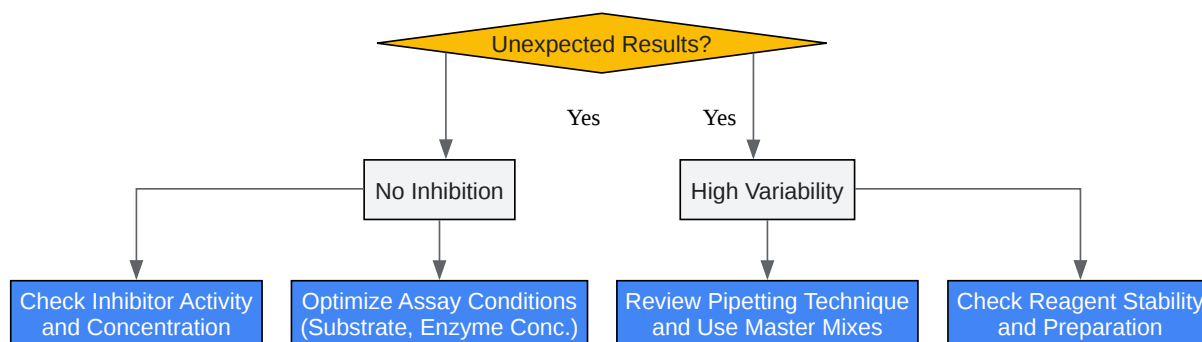 Unexpected Results?
Yes
Yes
No Inhibition
High Variability
Check Inhibitor Activity
and Concentration
Optimize Assay Conditions
(Substrate, Enzyme Conc.)
Review Pipetting Technique
and Use Master Mixes
Check Reagent Stability
and Preparation